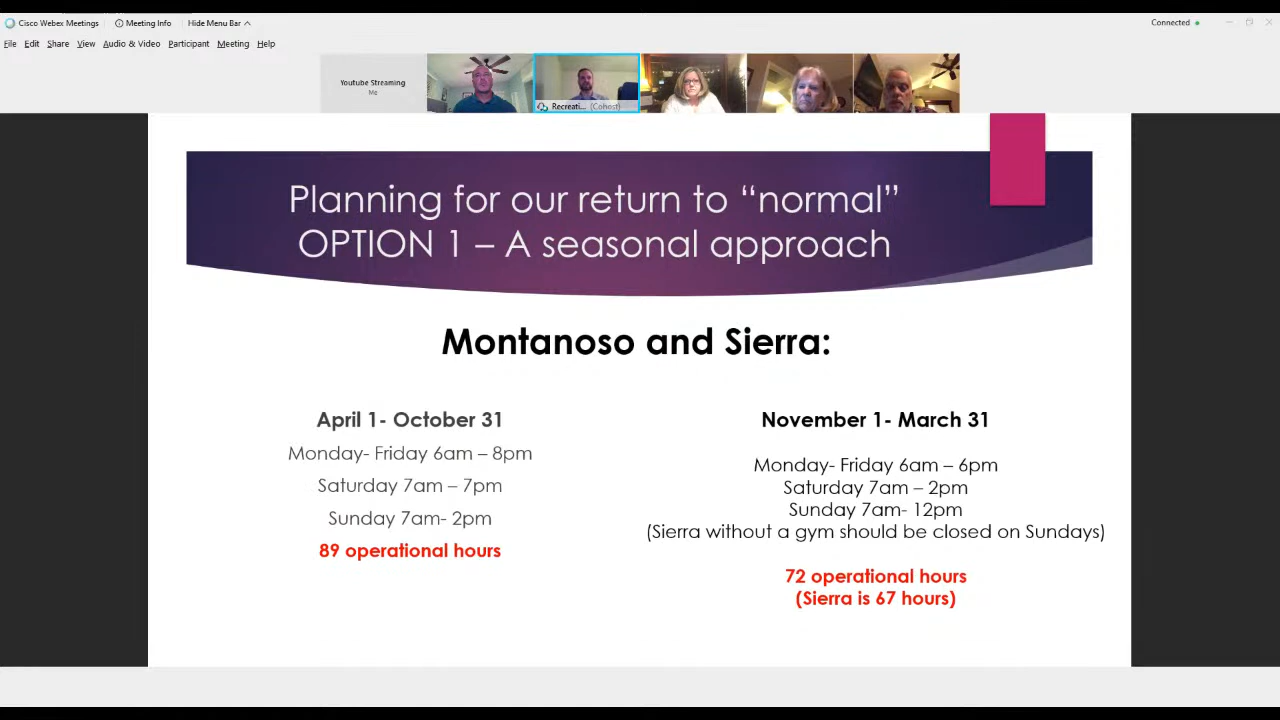 Cisco Webex Meetings
Meeting Info
Hide Menu Bar
Connected
File Edit Share View Audio & Video Participant Meeting Help
Youtube Streaming
Me
Recreati... (Cohost)
Planning for our return to “normal”
OPTION 1 – A seasonal approach
Montanoso and Sierra:
April 1- October 31
Monday- Friday 6am – 8pm
Saturday 7am – 7pm
Sunday 7am- 2pm
89 operational hours
November 1- March 31
Monday- Friday 6am – 6pm
Saturday 7am – 2pm
Sunday 7am- 12pm
(Sierra without a gym should be closed on Sundays)
72 operational hours
(Sierra is 67 hours)